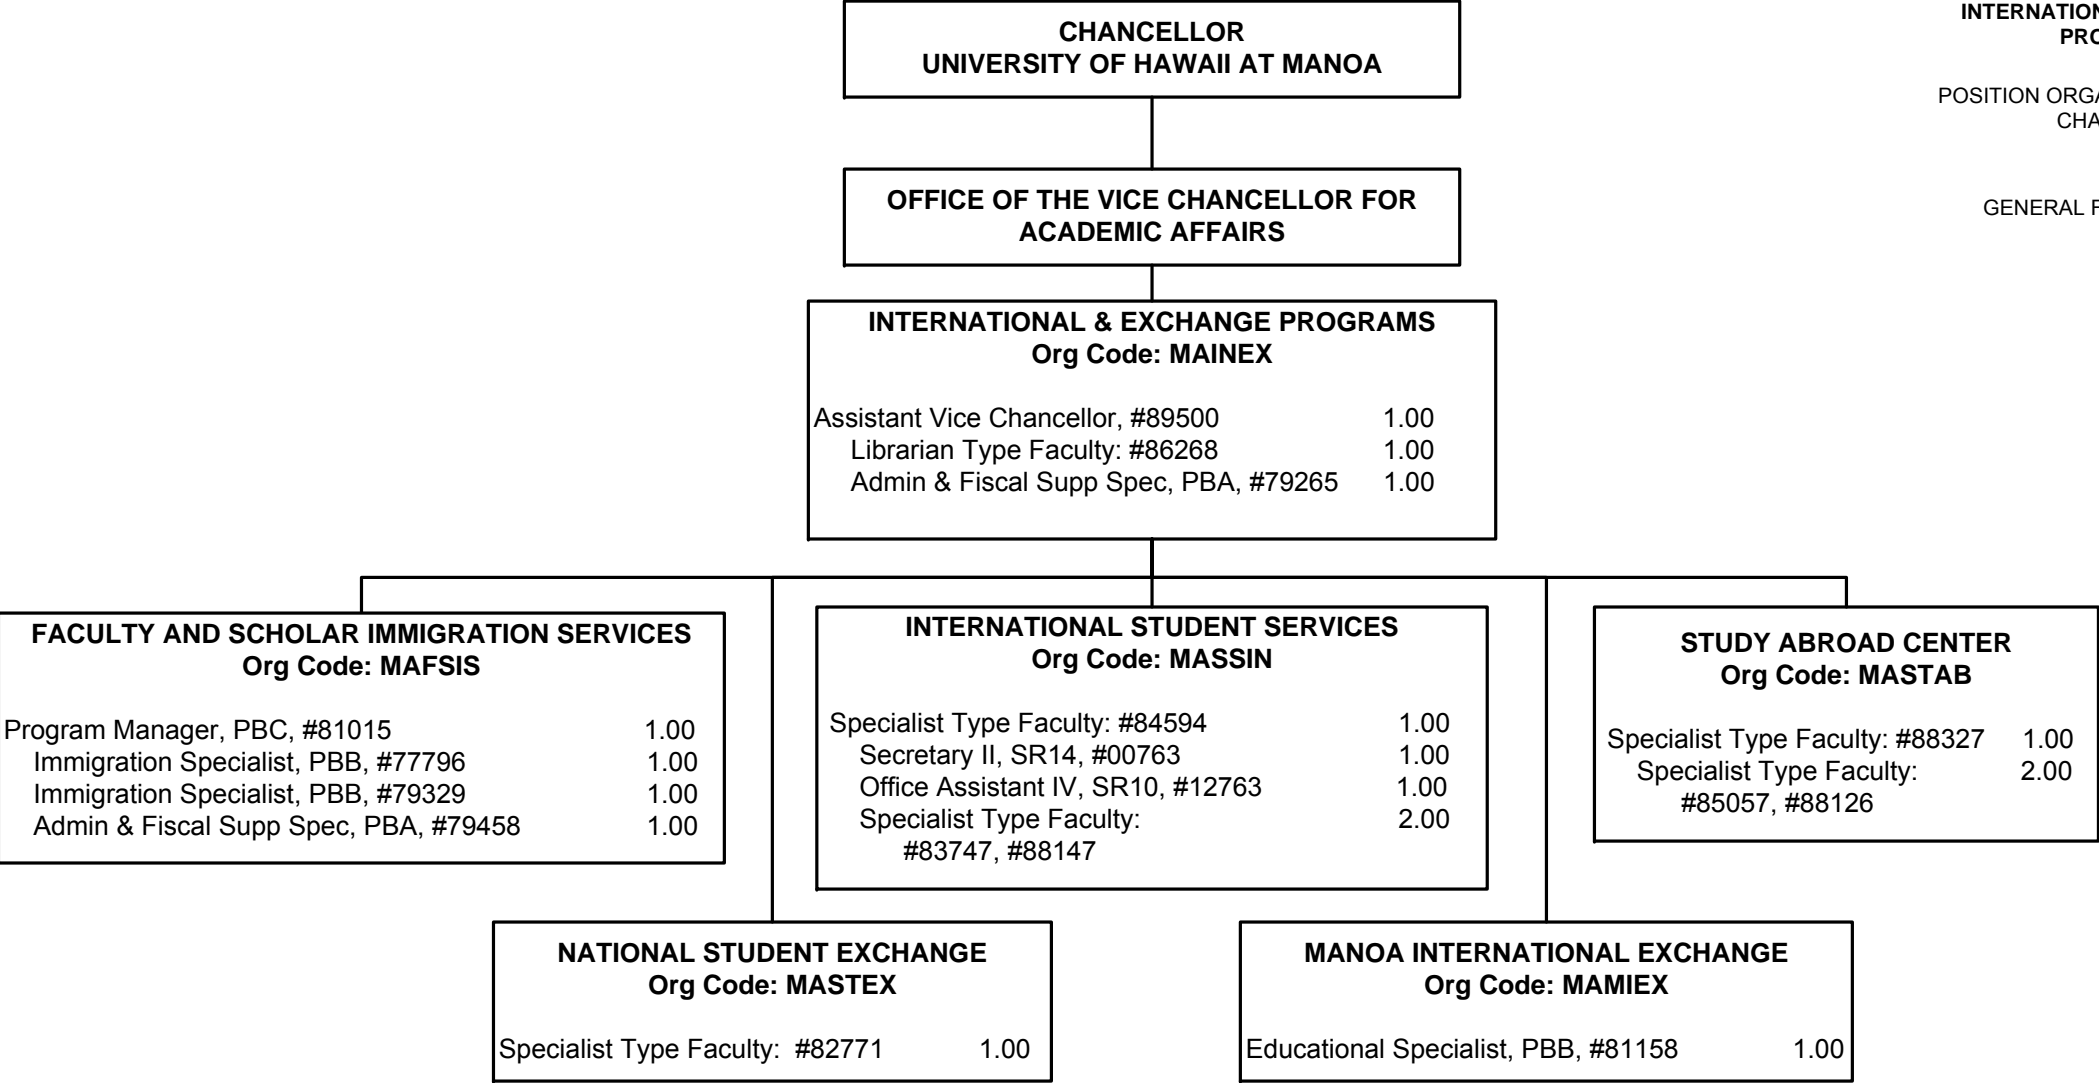 CHANCELLOR
UNIVERSITY OF HAWAII AT MANOA
POSITION
GENERAL
OFFICE OF THE VICE CHANCELLOR FOR
ACADEMIC AFFAIRS
INTERNATIONAL & EXCHANGE PROGRAMS
Org Code: MAINEX
Assistant Vice Chancellor, #89500 1.00
Librarian Type Faculty: #86268 1.00
Admin & Fiscal Supp Spec, PBA, #79265 1.00
FACULTY AND SCHOLAR IMMIGRATION SERVICES
Org Code: MAFSIS
Program Manager, PBC, #81015 1.00
Immigration Specialist, PBB, #77796 1.00
Immigration Specialist, PBB, #79329 1.00
Admin & Fiscal Supp Spec, PBA, #79458 1.00
INTERNATIONAL STUDENT SERVICES
Org Code: MASSIN
Specialist Type Faculty: #84594 1.00
Secretary II, SR14, #00763 1.00
Office Assistant IV, SR10, #12763 1.00
Specialist Type Faculty: 2.00
#83747, #88147
STUDY ABROAD CENTER
Org Code: MASTAB
Specialist Type Faculty: #88327 1.00
Specialist Type Faculty: 2.00
#85057, #88126
NATIONAL STUDENT EXCHANGE
Org Code: MASTEX
Specialist Type Faculty: #82771 1.00
MANOA INTERNATIONAL EXCHANGE
Org Code: MAMIEX
Educational Specialist, PBB, #81158 1.00